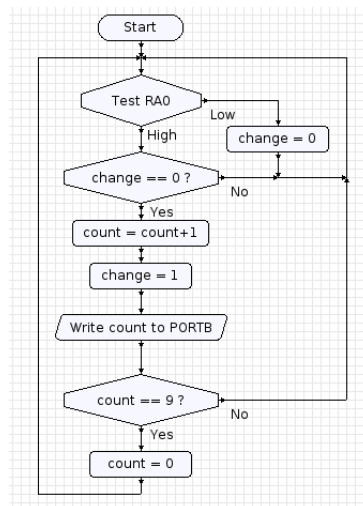 Start
Test RA0
Low
High
change = 0
change == 0 ?
No
Yes
count = count+1
change = 1
Write count to PORTB
count == 9 ?
No
Yes
count = 0